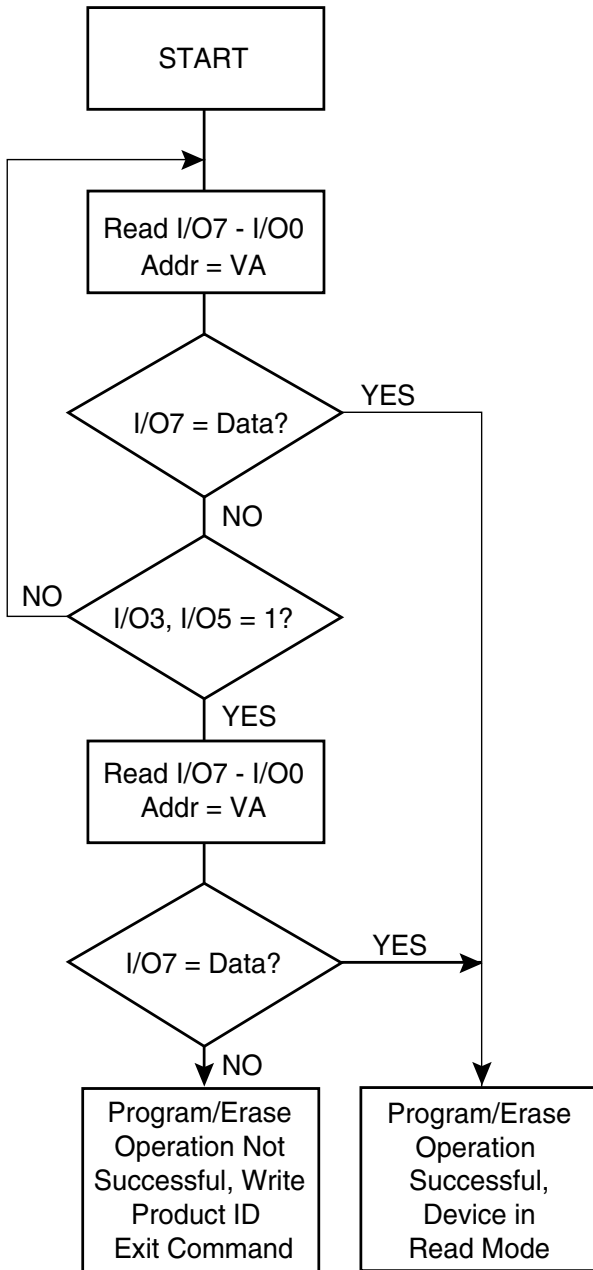 START
Read I/O7 - I/O0
Addr = VA
I/O7 = Data?
YES
NO
I/O3, I/O5 = 1?
NO
YES
Read I/O7 - I/O0
Addr = VA
I/O7 = Data?
YES
NO
Program/Erase
Operation Not
Successful, Write
Product ID
Exit Command
Program/Erase
Operation
Successful,
Device in
Read Mode